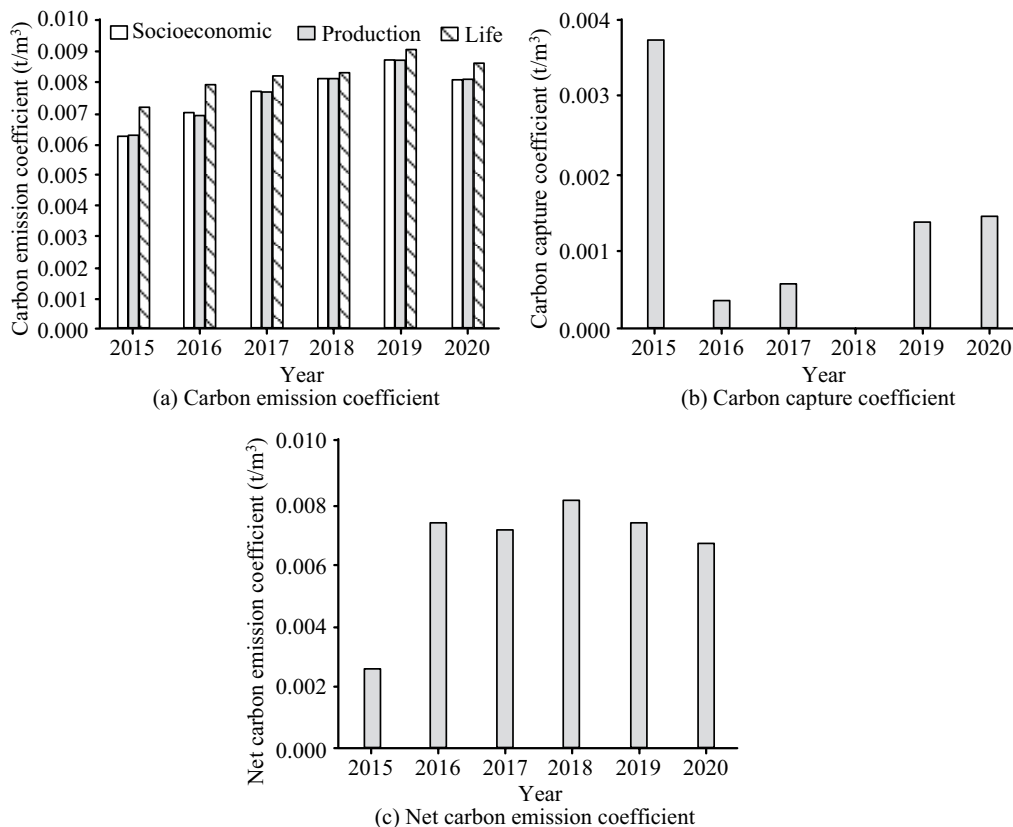 Carbon emission coefficient (t/m³)
0.010
0.009
0.008
0.007
0.006
0.005
0.004
0.003
0.002
0.001
0.000
Socioeconomic Production Life
2015 2016 2017 2018 2019 2020
Year
(a) Carbon emission coefficient
Carbon capture coefficient (t/m³)
0.004
0.003
0.002
0.001
0.000
2015 2016 2017 2018 2019 2020
Year
(b) Carbon capture coefficient
Net carbon emission coefficient (t/m³)
0.010
0.008
0.006
0.004
0.002
0.000
2015 2016 2017 2018 2019 2020
Year
(c) Net carbon emission coefficient